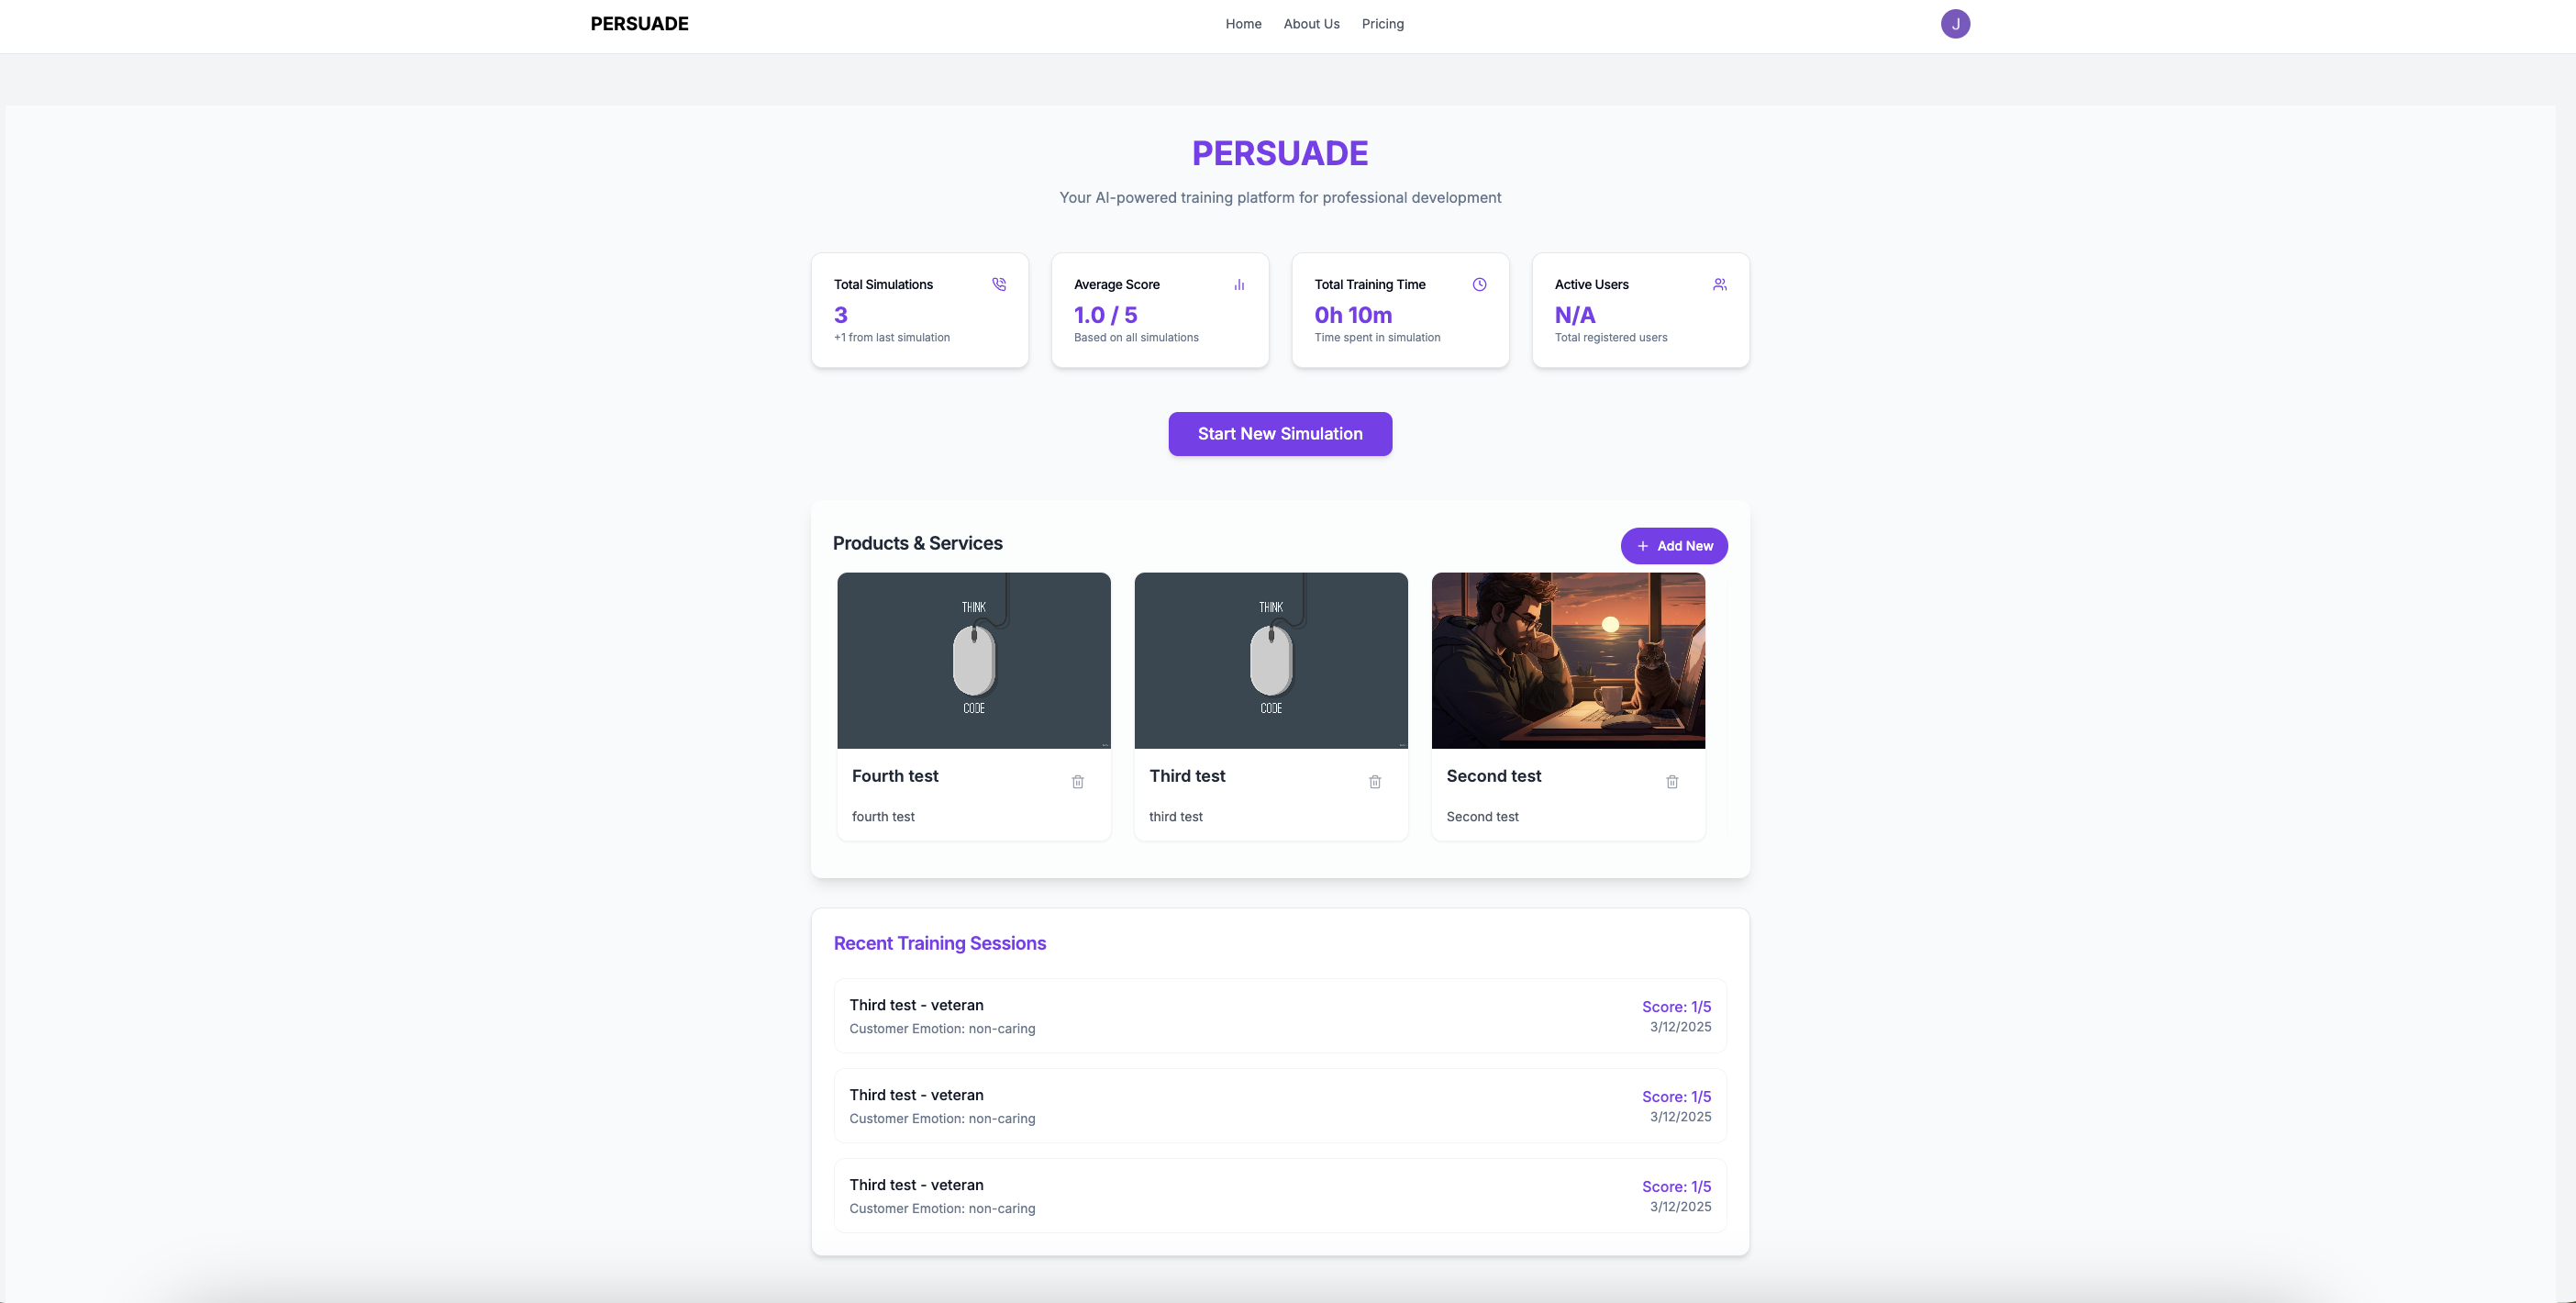 PERSUADE
Home About Us Pricing
J
PERSUADE
Your AI-powered training platform for professional development
Total Simulations
3
+1 from last simulation
Average Score
1.0 / 5
Based on all simulations
Total Training Time
0h 10m
Time spent in simulation
Active Users
N/A
Total registered users
Start New Simulation
Products & Services
+ Add New
THINK
CODE
Fourth test
fourth test
THINK
CODE
Third test
third test
Second test
Second test
Recent Training Sessions
Third test - veteran
Score: 1/5
Customer Emotion: non-caring
3/12/2025
Third test - veteran
Score: 1/5
Customer Emotion: non-caring
3/12/2025
Third test - veteran
Score: 1/5
Customer Emotion: non-caring
3/12/2025